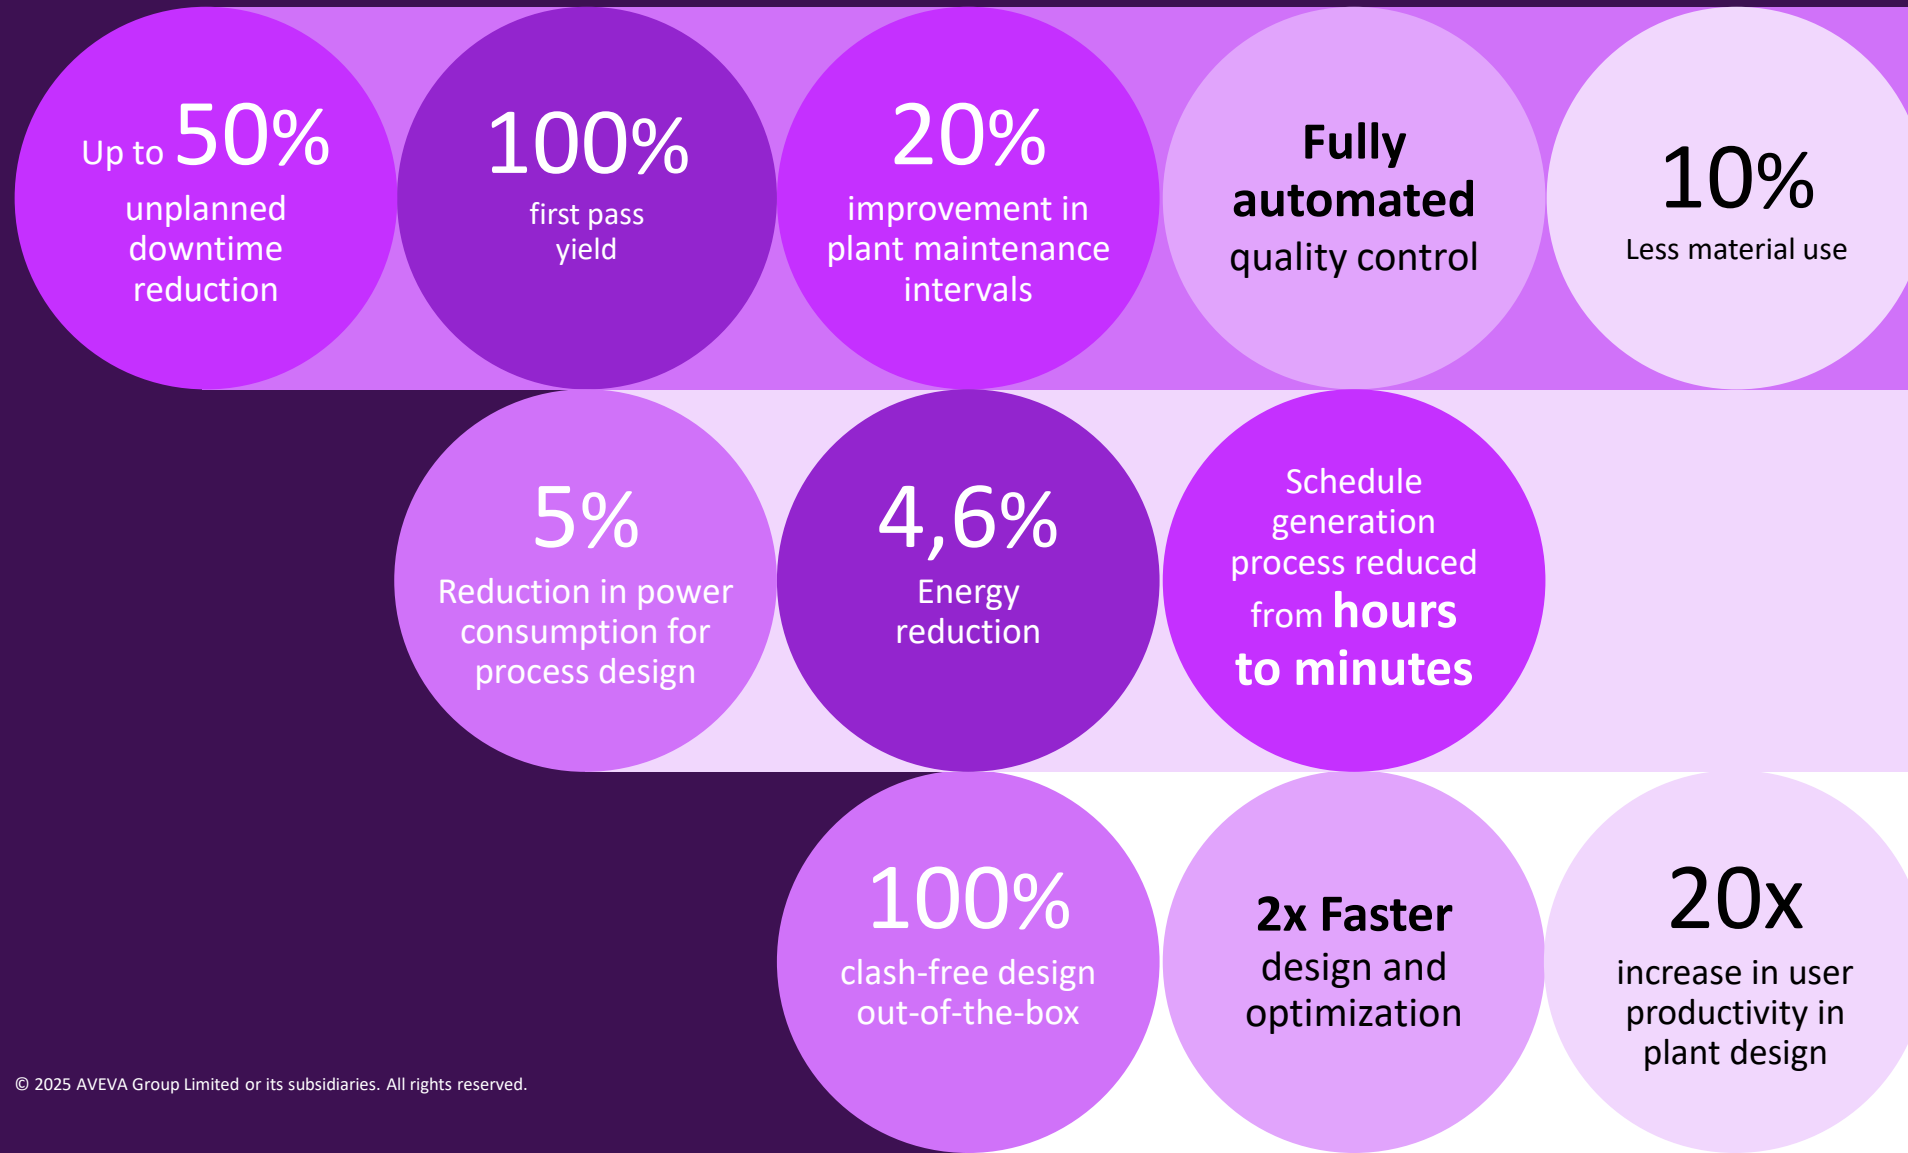 Up to 50%
unplanned
downtime
reduction
100%
first pass
yield
20%
improvement in
plant maintenance
intervals
Fully
automated
quality control
10%
Less material use
5%
Reduction in power
consumption for
process design
4,6%
Energy
reduction
Schedule
generation
process reduced
from hours
to minutes
100%
clash-free design
out-of-the-box
2x Faster
design and
optimization
20x
increase in user
productivity in
plant design
© 2025 AVEVA Group Limited or its subsidiaries. All rights reserved.